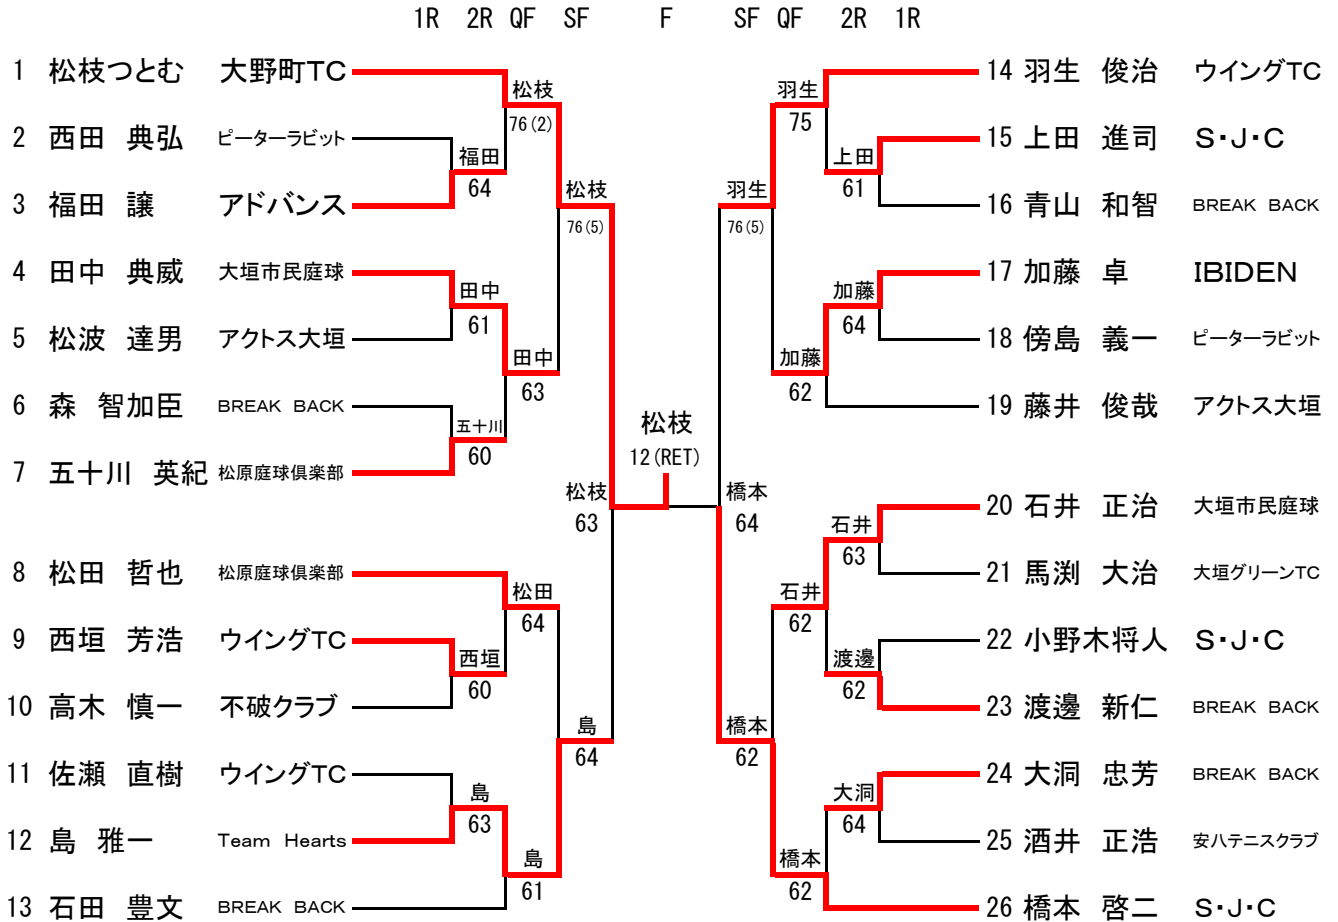 1R 2R QF SF F SF QF 2R 1R
1 松枝つとむ 大野町TC
2 西田 典弘 ピーターラビット
3 福田 譲 アドバンス
4 田中 典威 大垣市民庭球
5 松波 達男 アクトス大垣
6 森 智加臣 BREAK BACK
7 五十川 英紀 松原庭球倶楽部
8 松田 哲也 松原庭球倶楽部
9 西垣 芳浩 ウイングTC
10 高木 慎一 不破クラブ
11 佐瀬 直樹 ウイングTC
12 島 雅一 Team Hearts
13 石田 豊文 BREAK BACK
福田
64
田中
61
五十川
60
西垣
60
島
63
松枝
76(2)
田中
63
松田
64
島
61
松枝
76(5)
島
64
松枝
63
松枝
12(RET)
橋本
64
羽生
76(5)
橋本
62
羽生
75
加藤
62
石井
62
橋本
62
上田
61
加藤
64
石井
63
渡邊
62
大洞
64
14 羽生 俊治 ウイングTC
15 上田 進司 S・J・C
16 青山 和智 BREAK BACK
17 加藤 卓 IBIDEN
18 傍島 義一 ピーターラビット
19 藤井 俊哉 アクトス大垣
20 石井 正治 大垣市民庭球
21 馬渕 大治 大垣グリーンTC
22 小野木将人 S・J・C
23 渡邊 新仁 BREAK BACK
24 大洞 忠芳 BREAK BACK
25 酒井 正浩 安八テニスクラブ
26 橋本 啓二 S・J・C